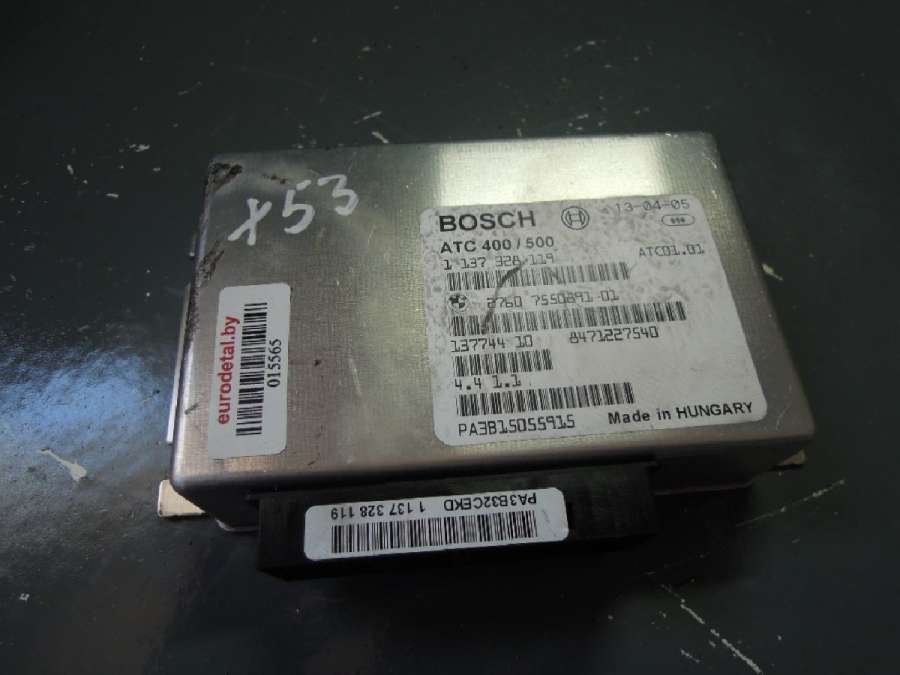 x53
BOSCH
13-04-05
ATC 400 / 500
1 137 328 119
ATC01.01
2760 7550891 01
137744 10 8471227540
4.4 1.1
PA3B15055915
Made in HUNGARY
eurodetal.by
015565
PA3B32CEKD 1 137 328 119